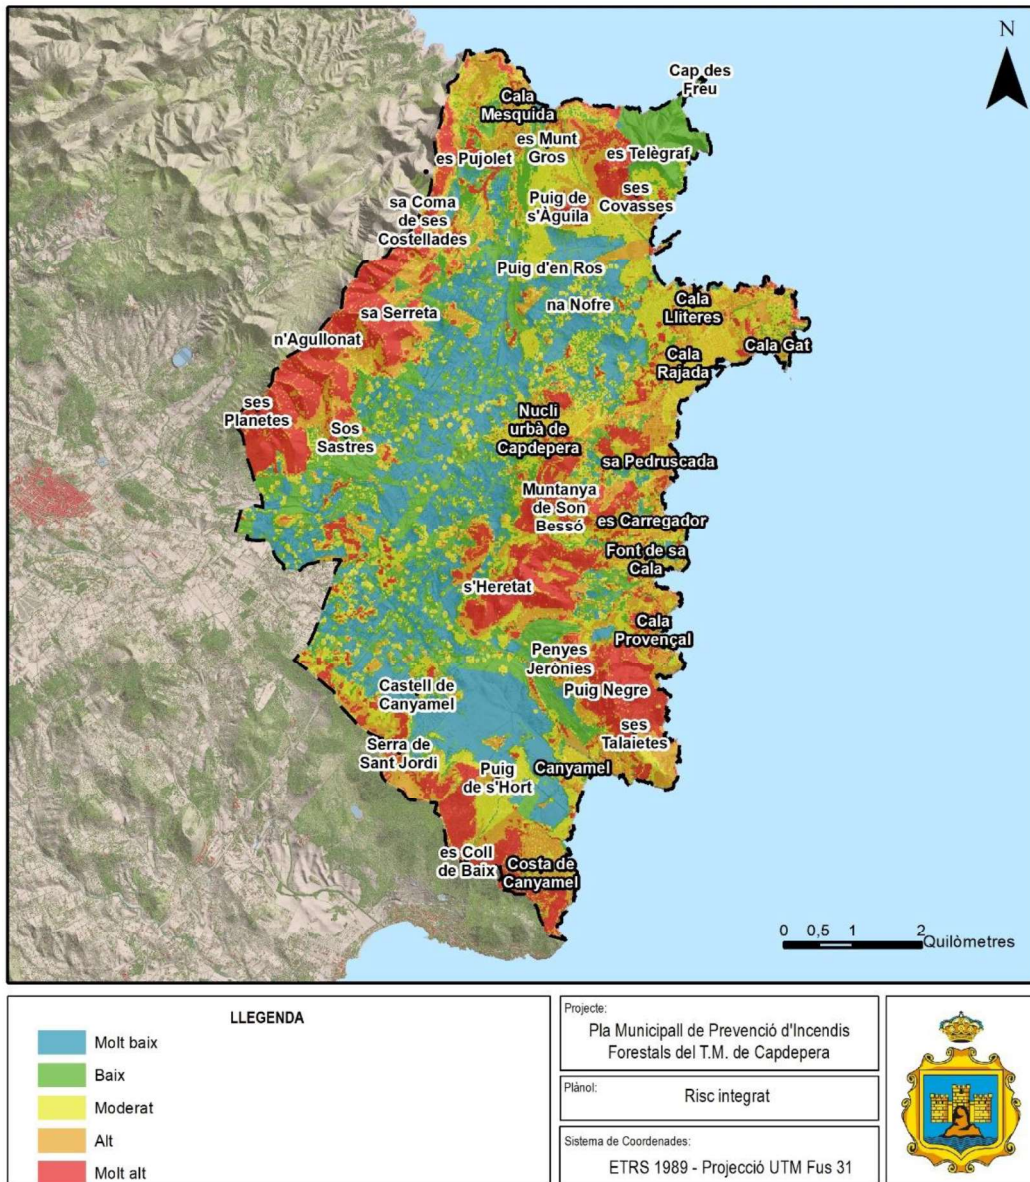 N
Cap des
Freu
Cala
Mesquida
es Munt
Gros
es Pujolet
es Telègraf
ses
Covasses
Puig de
s'Àguila
sa Coma
de ses
Costellades
Puig d'en Ros
na Nofre
Cala
Lliteres
sa Serreta
n'Agullonat
Cala Gat
Cala
Rajada
ses
Planetes
Sos
Sastres
Nucli
urbà de
Capdepera
sa Pedruscada
Muntanya
de Son
Bessó
es Carregador
Font de sa
Cala
s'Heretat
Cala
Provençal
Penyes
Jerònies
Castell de
Canyamel
Puig Negre
ses
Talaietes
Serra de
Sant Jordi
Puig
de s'Hort
Canyamel
es Coll
de Baix
Costa de
Canyamel
0 0,5 1 2
Quilòmetres
LLEGENDA
Molt baix
Baix
Moderat
Alt
Molt alt
Projecte:
Pla Municipall de Prevenció d'Incendis
Forestals del T.M. de Capdepera
Plànol:
Risc integrat
Sistema de Coordenades:
ETRS 1989 - Projecció UTM Fus 31